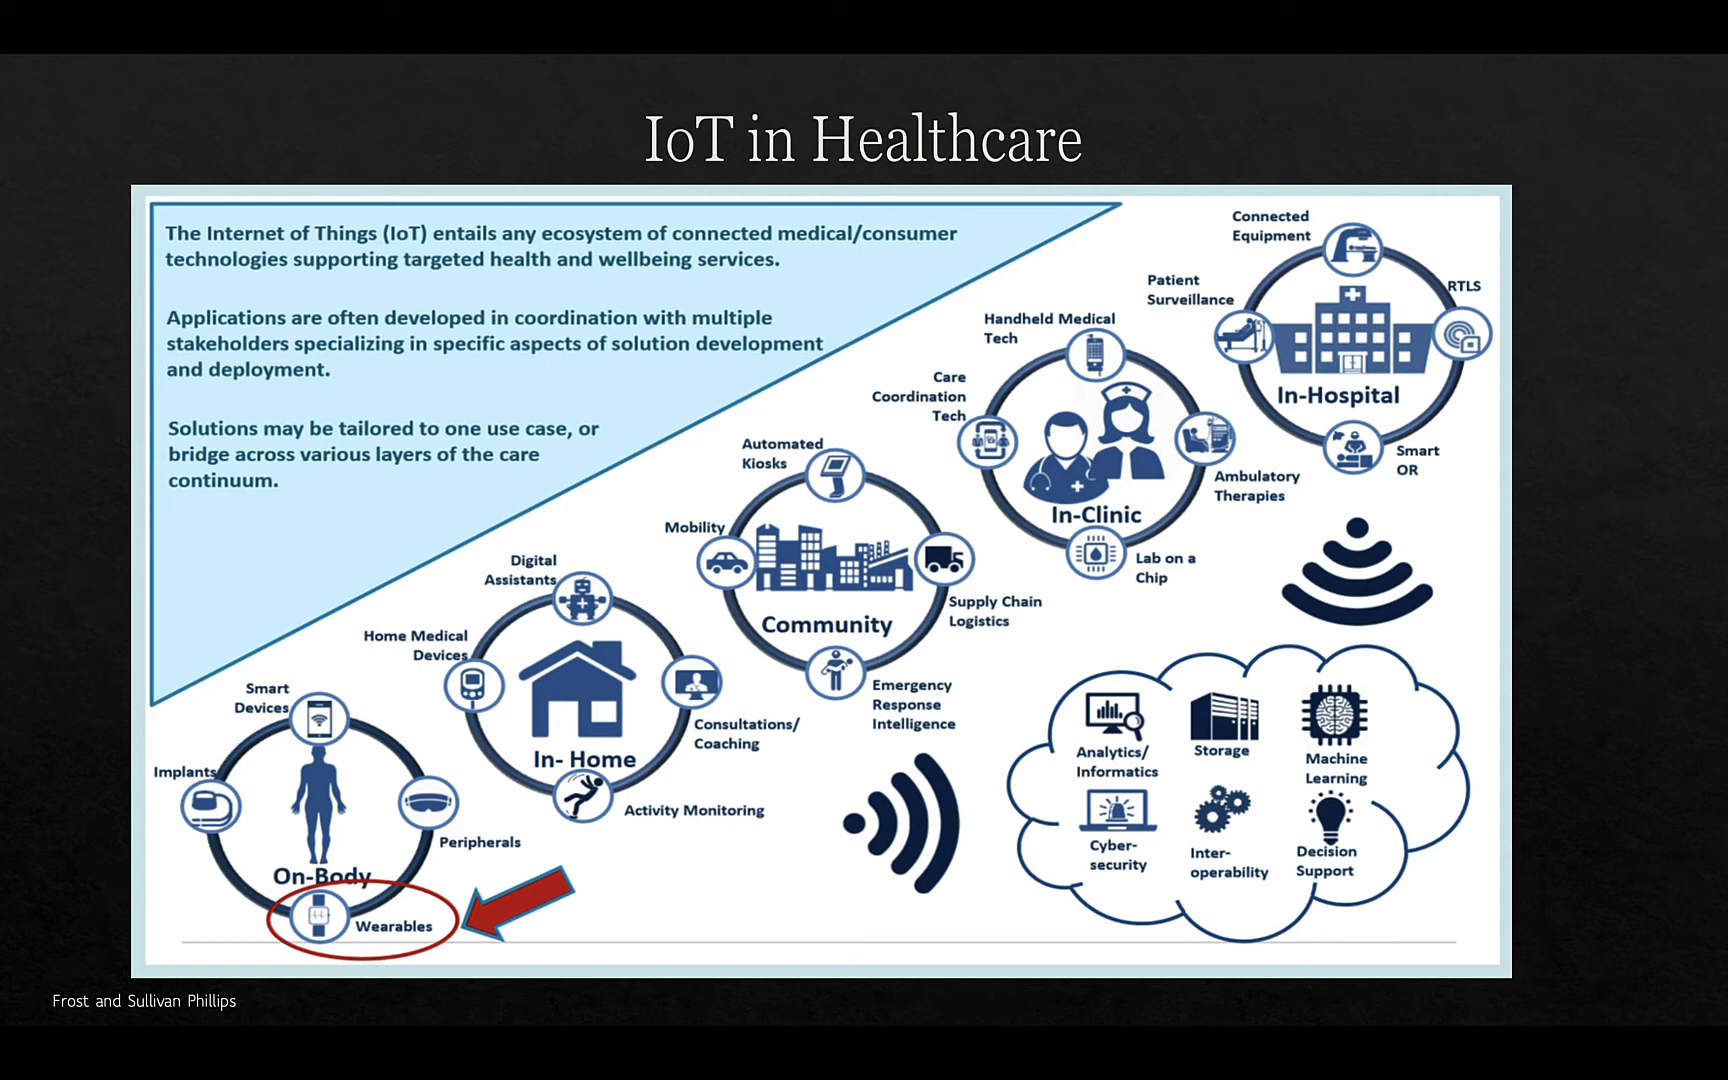 IoT in Healthcare
The Internet of Things (IoT) entails any ecosystem of connected medical/consumer
technologies supporting targeted health and wellbeing services.
Applications are often developed in coordination with multiple
stakeholders specializing in specific aspects of solution development
and deployment.
Solutions may be tailored to one use case, or
bridge across various layers of the care
continuum.
Connected
Equipment
Patient
Surveillance
RTLS
In-Hospital
Smart
OR
Handheld Medical
Tech
Care
Coordination
Tech
In-Clinic
Ambulatory
Therapies
Lab on a
Chip
Automated
Kiosks
Mobility
Community
Supply Chain
Logistics
Emergency
Response
Intelligence
Digital
Assistants
Home Medical
Devices
In- Home
Consultations/
Coaching
Activity Monitoring
Smart
Devices
Implants
Peripherals
On-Body
Wearables
Analytics/
Informatics
Storage
Machine
Learning
Cyber-
security
Inter-
operability
Decision
Support
Frost and Sullivan Phillips